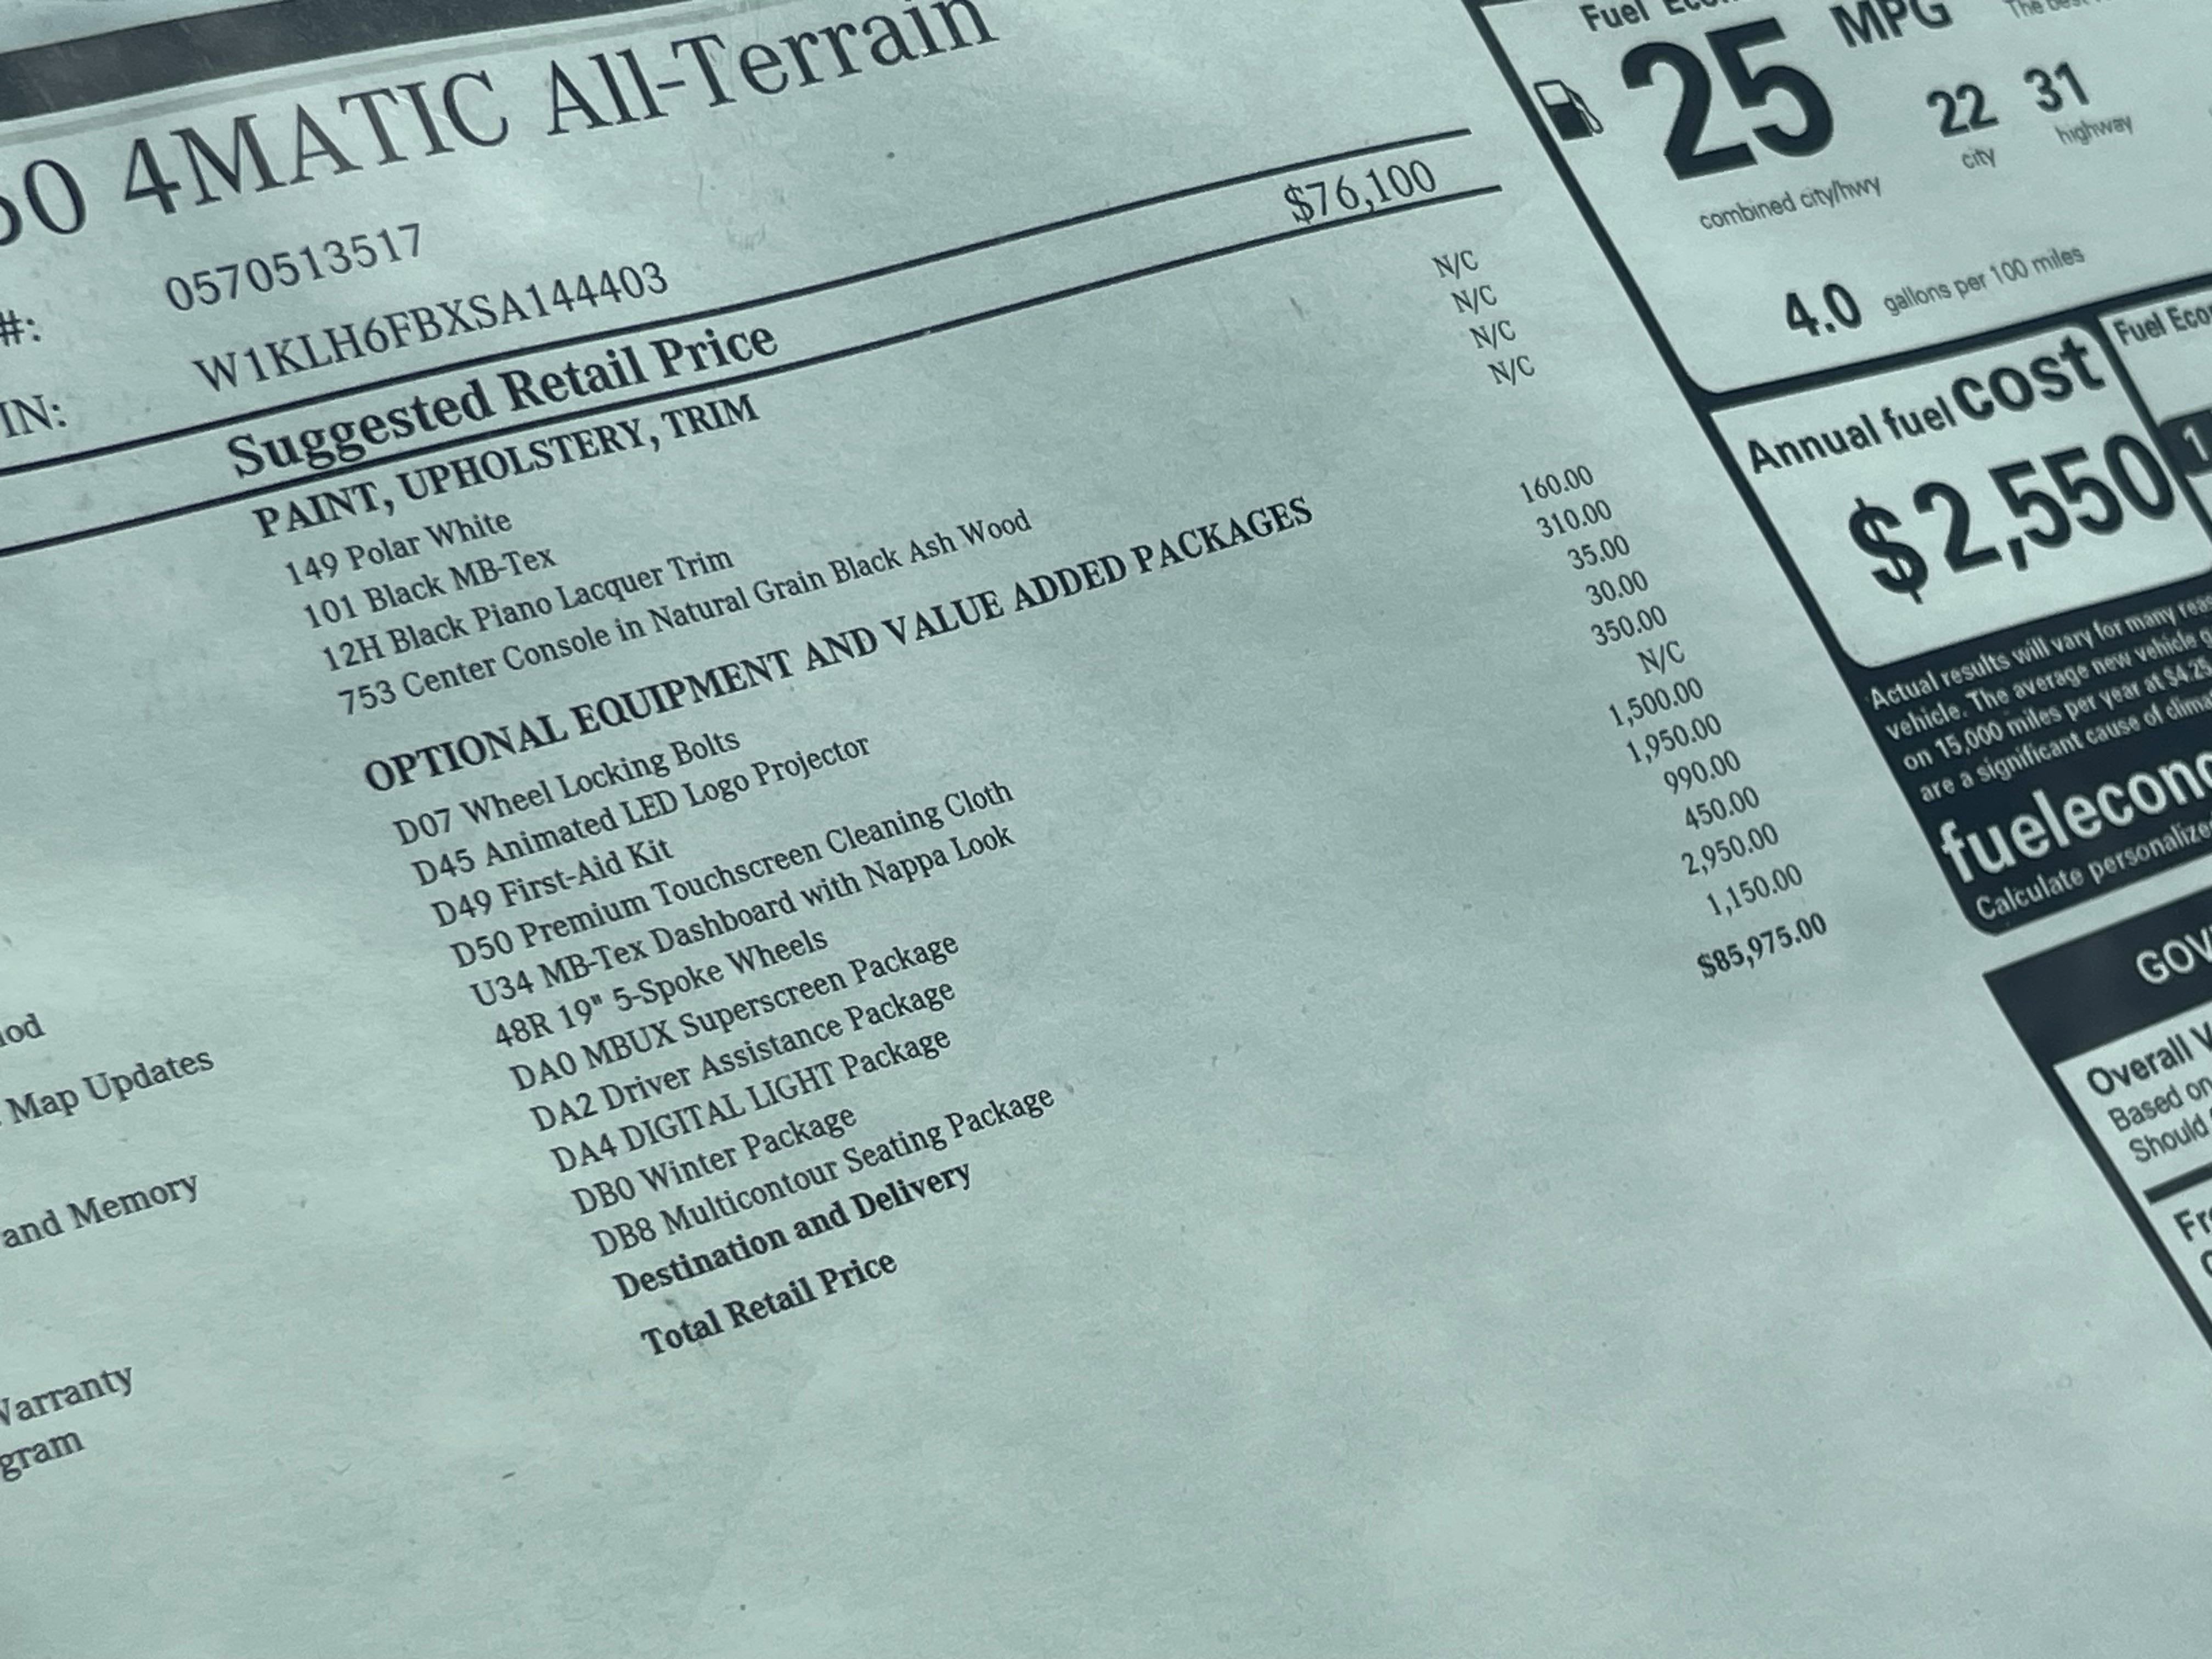 50 4MATIC All-Terrain
#: 0570513517
IN: W1KLH6FBXSA144403
Suggested Retail Price $76,100
PAINT, UPHOLSTERY, TRIM
149 Polar White N/C
101 Black MB-Tex N/C
12H Black Piano Lacquer Trim N/C
753 Center Console in Natural Grain Black Ash Wood N/C
OPTIONAL EQUIPMENT AND VALUE ADDED PACKAGES
D07 Wheel Locking Bolts 160.00
D45 Animated LED Logo Projector 310.00
D49 First-Aid Kit 35.00
D50 Premium Touchscreen Cleaning Cloth 30.00
U34 MB-Tex Dashboard with Nappa Look 350.00
48R 19" 5-Spoke Wheels N/C
DA0 MBUX Superscreen Package 1,500.00
DA2 Driver Assistance Package 1,950.00
DA4 DIGITAL LIGHT Package 990.00
DB0 Winter Package 450.00
DB8 Multicontour Seating Package 2,950.00
Destination and Delivery 1,150.00
Total Retail Price $85,975.00
Map Updates
and Memory
Warranty
gram
Fuel
25 MPG
22 31
city highway
combined city/hwy
4.0 gallons per 100 miles
Annual fuel cost
$2,550
Fuel Eco
1
Actual results will vary for many rea
vehicle. The average new vehicle g
on 15,000 miles per year at $4.25
are a significant cause of clima
fuelecono
Calculate personalize
GOV
Overall V
Based on
Should
Fr